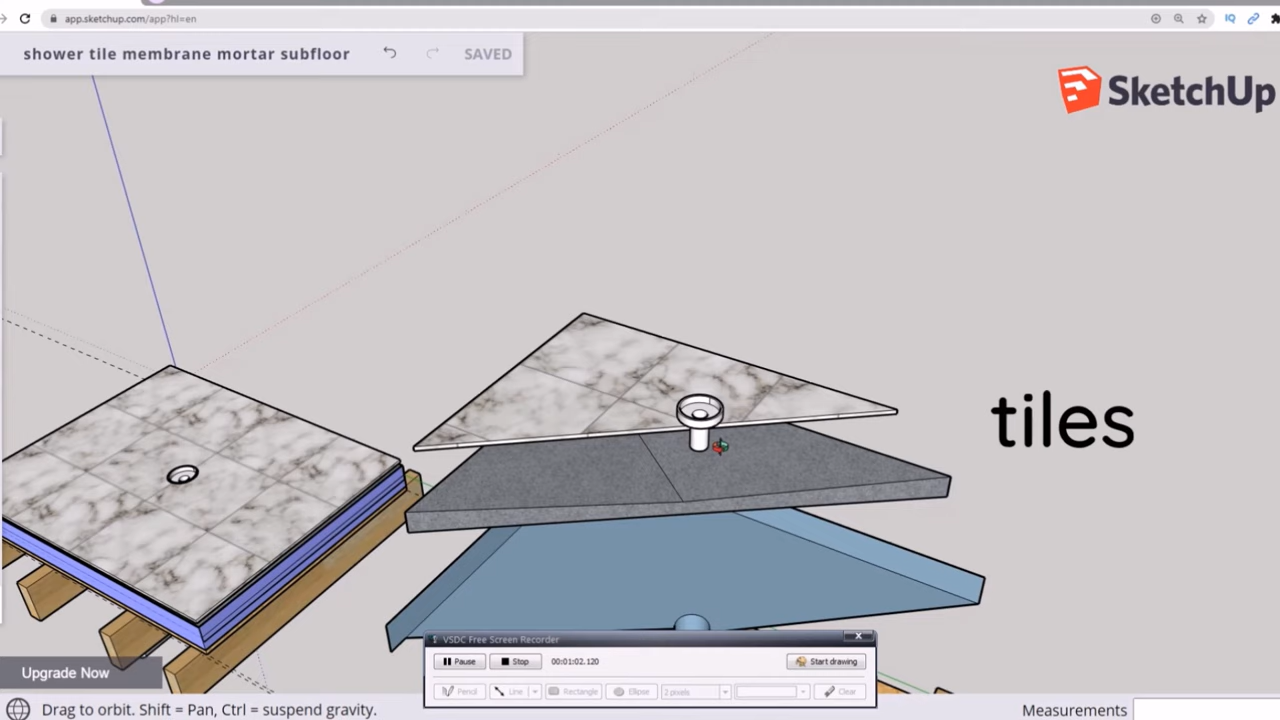 app.sketchup.com/app?hl=en
IQ
shower tile membrane mortar subfloor
SAVED
SketchUp
tiles
VSDC Free Screen Recorder
Pause
Stop
00:01:02.120
Start drawing
Pencil
Line
Rectangle
Ellipse
2 pixels
Clear
Upgrade Now
Drag to orbit. Shift = Pan, Ctrl = suspend gravity.
Measurements